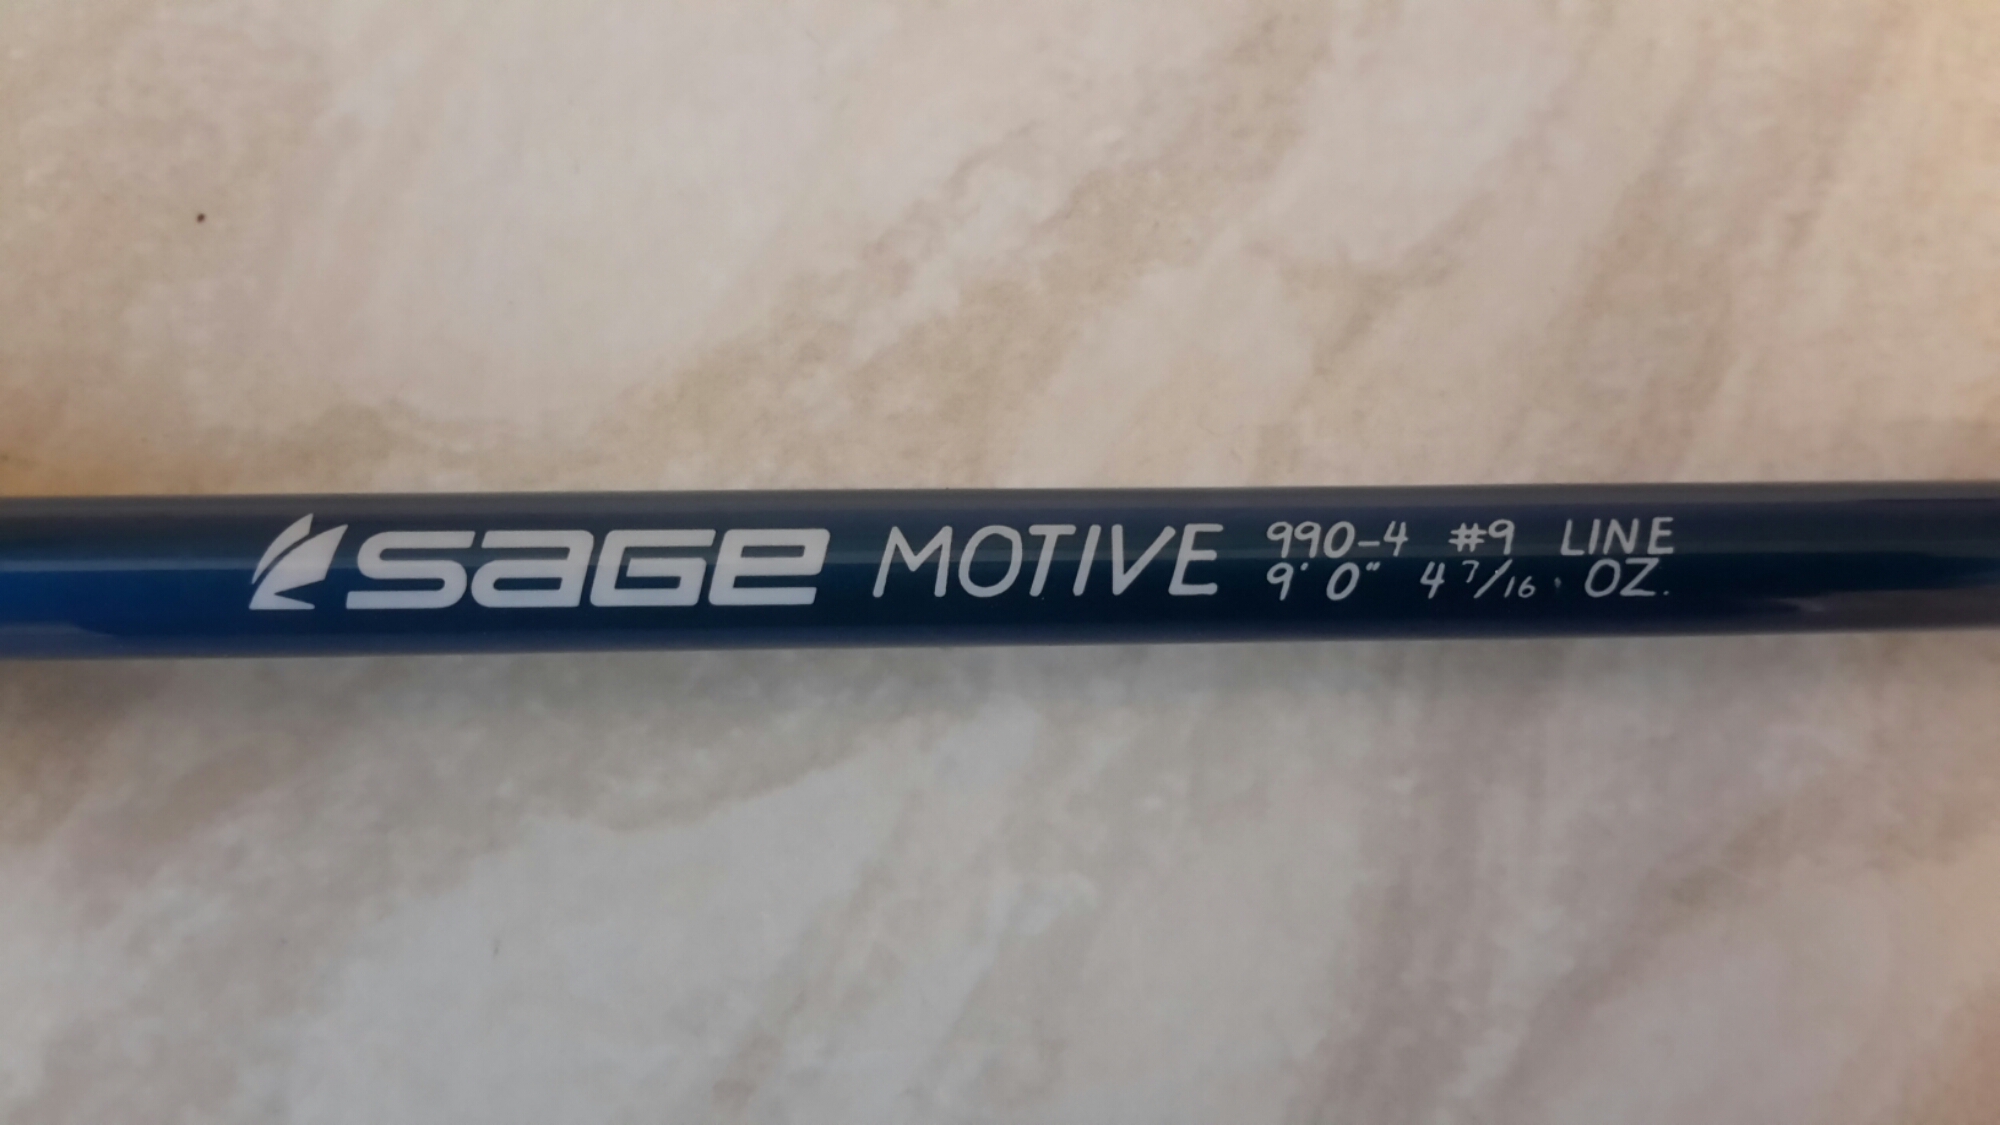 SAGE MOTIVE 990-4 #9 LINE
9' 0" 4 7/16 OZ.